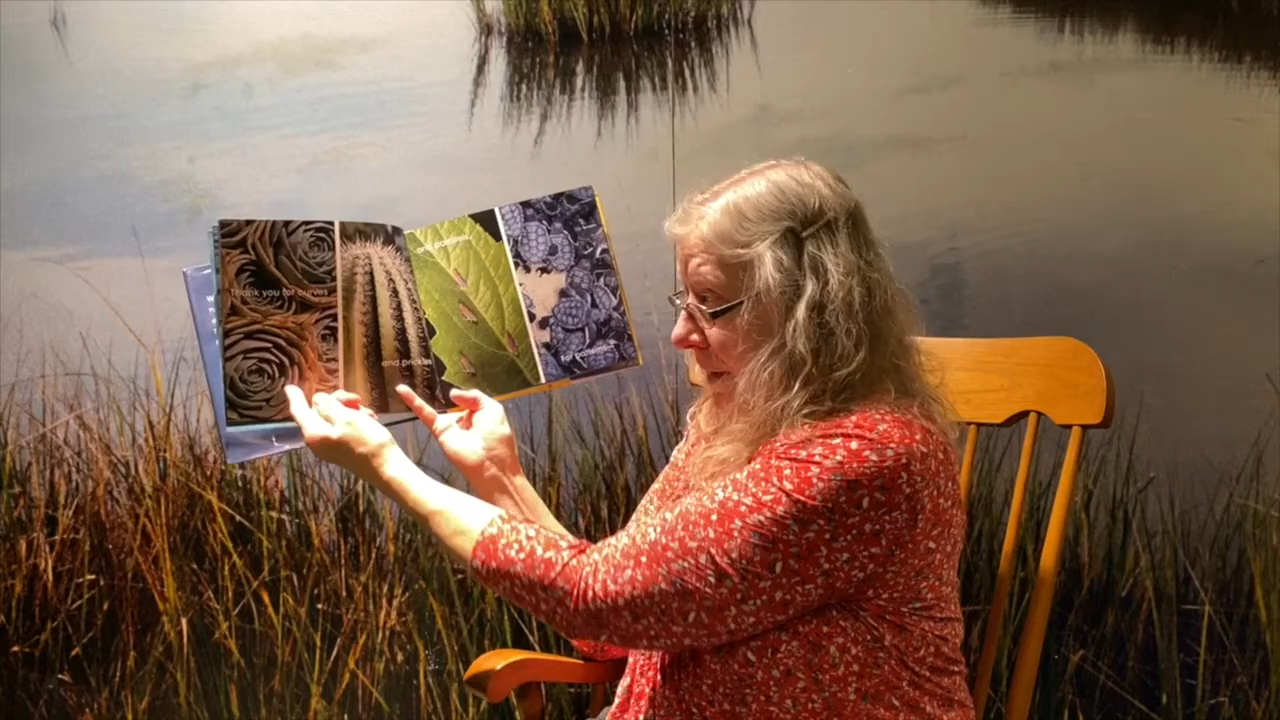 Thank you for curves
and prickles
and patterns
For patterns